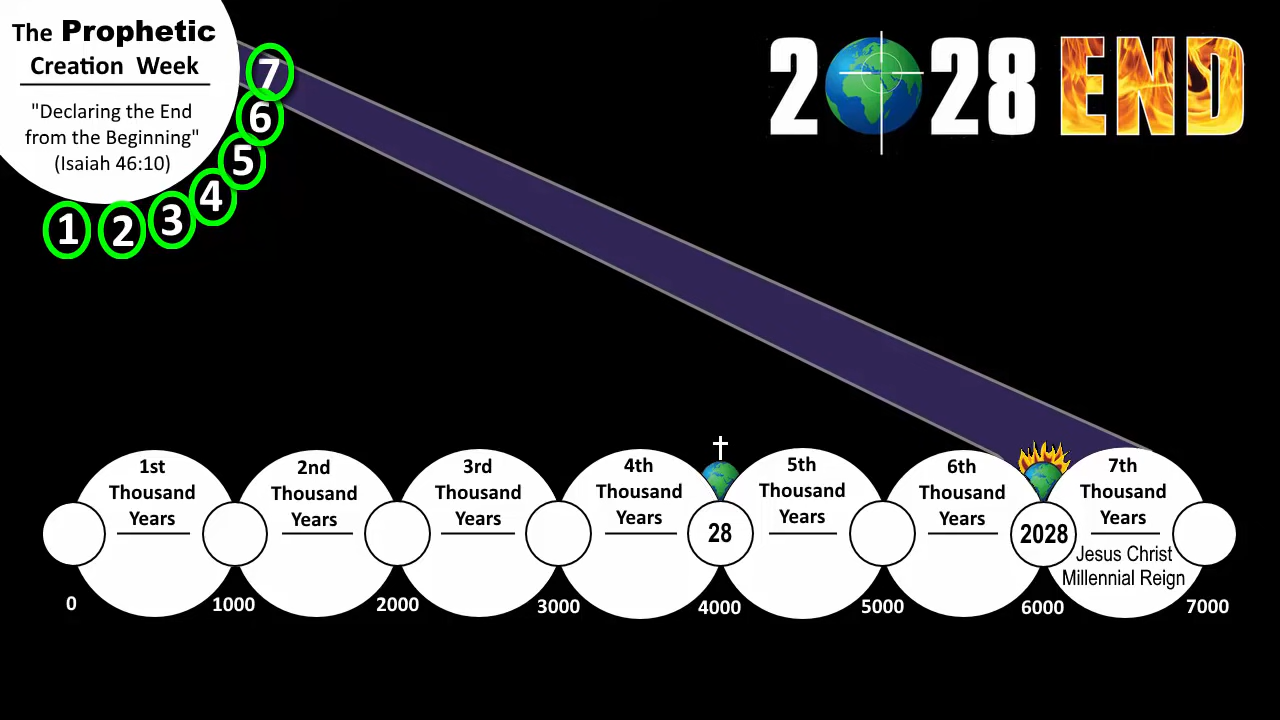 The Prophetic
Creation Week
"Declaring the End
from the Beginning"
(Isaiah 46:10)
1
2
3
4
5
6
7
2028 END
1st
Thousand
Years
2nd
Thousand
Years
3rd
Thousand
Years
4th
Thousand
Years
28
5th
Thousand
Years
6th
Thousand
Years
2028
7th
Thousand
Years
Jesus Christ
Millennial Reign
0
1000
2000
3000
4000
5000
6000
7000